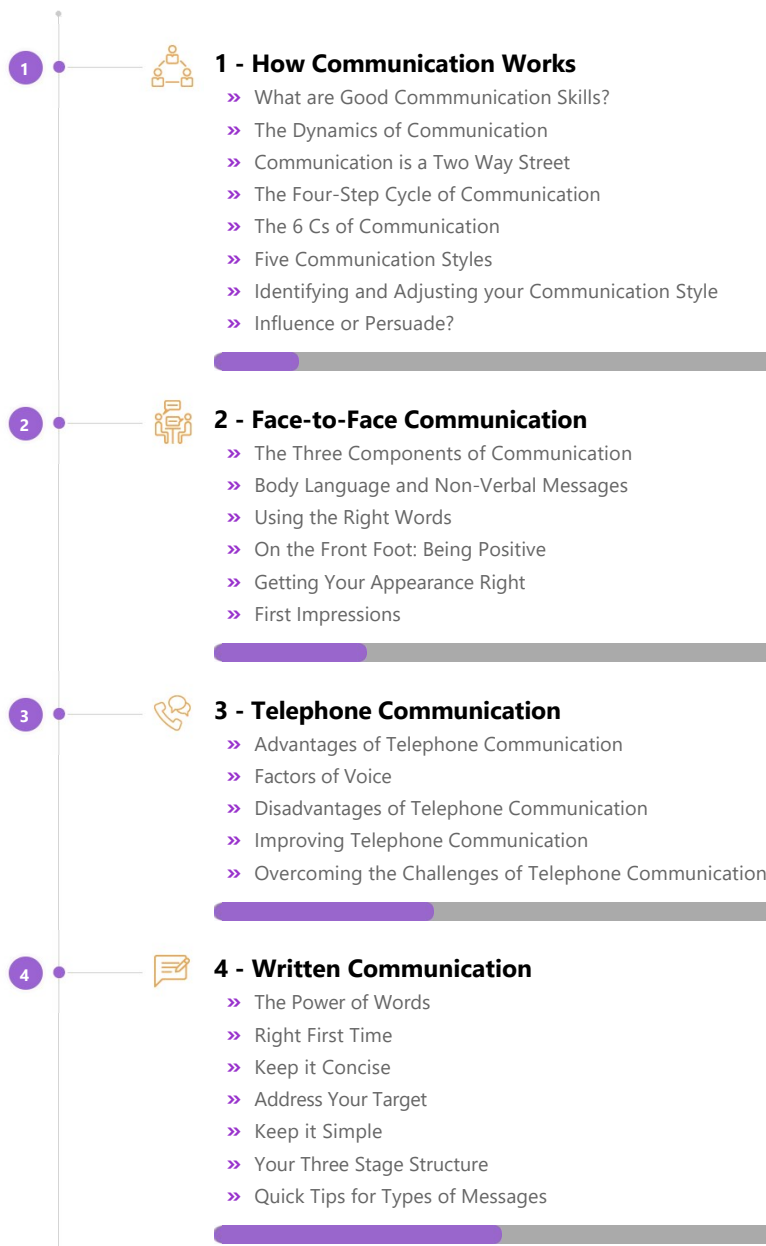 1
1 - How Communication Works
» What are Good Commmunication Skills?
» The Dynamics of Communication
» Communication is a Two Way Street
» The Four-Step Cycle of Communication
» The 6 Cs of Communication
» Five Communication Styles
» Identifying and Adjusting your Communication Style
» Influence or Persuade?
2
2 - Face-to-Face Communication
» The Three Components of Communication
» Body Language and Non-Verbal Messages
» Using the Right Words
» On the Front Foot: Being Positive
» Getting Your Appearance Right
» First Impressions
3
3 - Telephone Communication
» Advantages of Telephone Communication
» Factors of Voice
» Disadvantages of Telephone Communication
» Improving Telephone Communication
» Overcoming the Challenges of Telephone Communication
4
4 - Written Communication
» The Power of Words
» Right First Time
» Keep it Concise
» Address Your Target
» Keep it Simple
» Your Three Stage Structure
» Quick Tips for Types of Messages